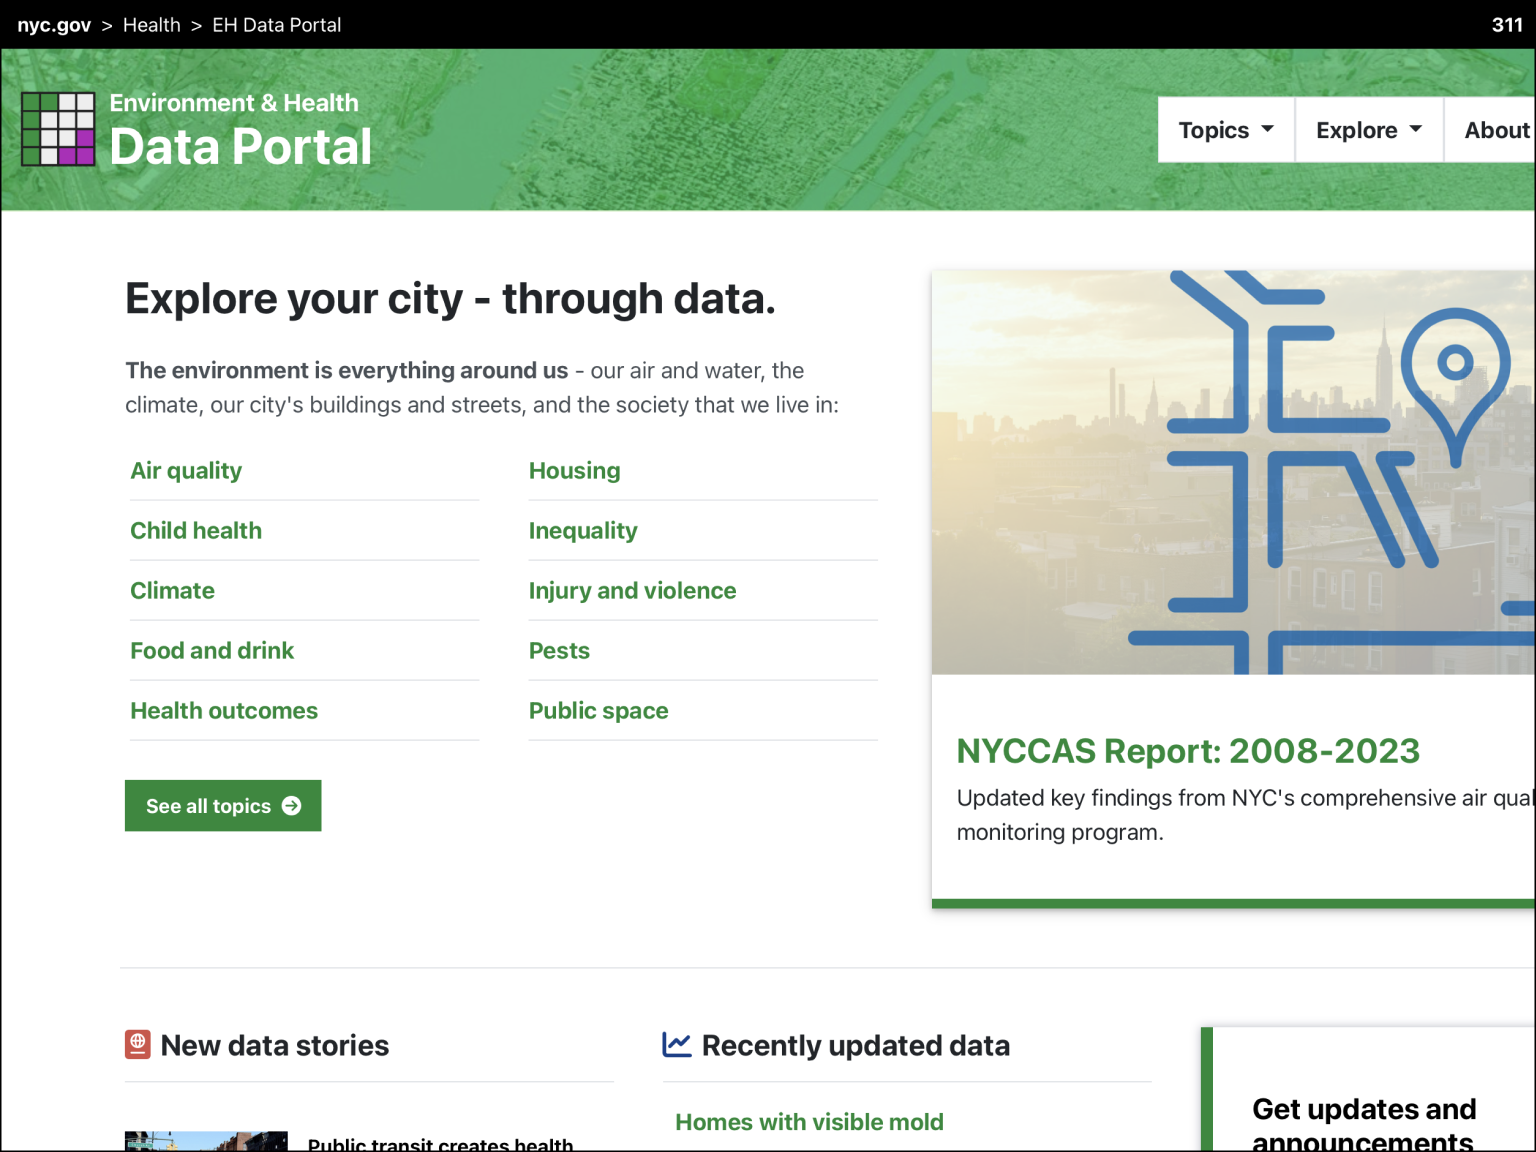 nyc.gov > Health > EH Data Portal
311
Environment & Health
Data Portal
Topics
Explore
About
Explore your city - through data.
The environment is everything around us - our air and water, the
climate, our city's buildings and streets, and the society that we live in:
Air quality
Housing
Child health
Inequality
Climate
Injury and violence
Food and drink
Pests
Health outcomes
Public space
See all topics
NYCCAS Report: 2008-2023
Updated key findings from NYC's comprehensive air qual
monitoring program.
New data stories
Recently updated data
Homes with visible mold
Public transit creates health
Get updates and
announcements